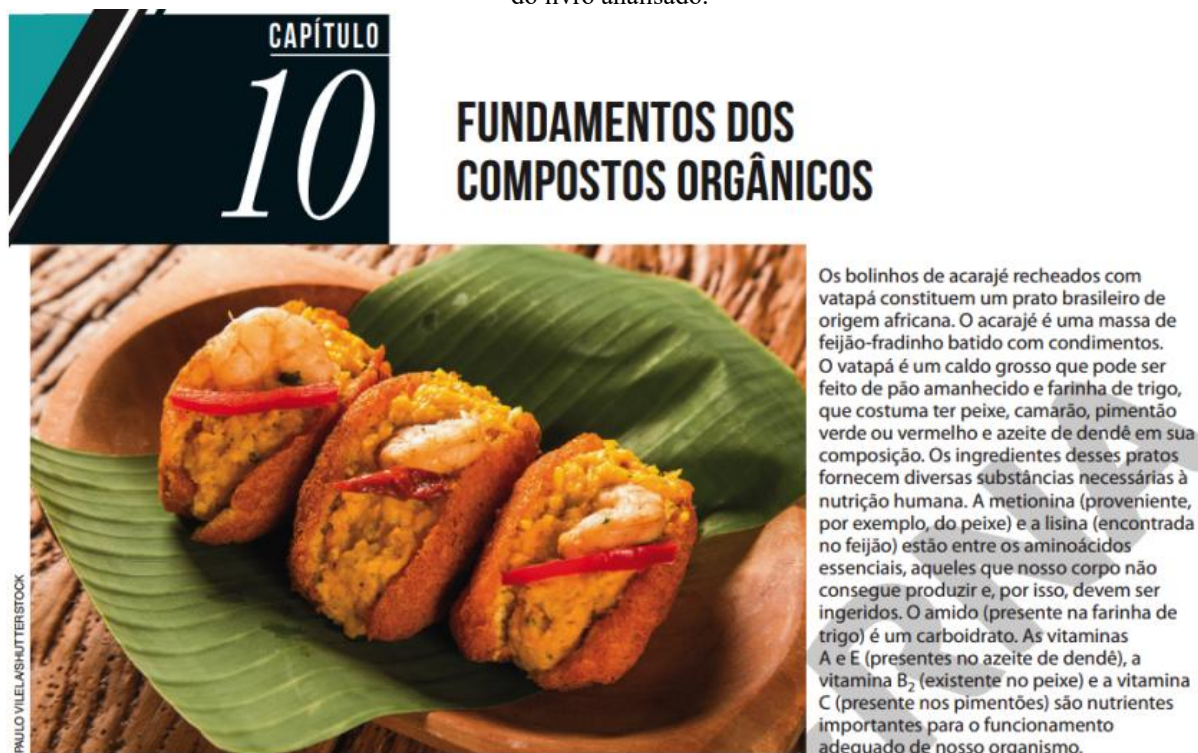 do livro analisado.
CAPÍTULO
10
FUNDAMENTOS DOS
COMPOSTOS ORGÂNICOS
Os bolinhos de acarajé recheados com
vatapá constituem um prato brasileiro de
origem africana. O acarajé é uma massa de
feijão-fradinho batido com condimentos.
O vatapá é um caldo grosso que pode ser
feito de pão amanhecido e farinha de trigo,
que costuma ter peixe, camarão, pimentão
verde ou vermelho e azeite de dendê em sua
composição. Os ingredientes desses pratos
fornecem diversas substâncias necessárias à
nutrição humana. A metionina (proveniente,
por exemplo, do peixe) e a lisina (encontrada
no feijão) estão entre os aminoácidos
essenciais, aqueles que nosso corpo não
consegue produzir e, por isso, devem ser
ingeridos. O amido (presente na farinha de
trigo) é um carboidrato. As vitaminas
A e E (presentes no azeite de dendê), a
vitamina B₂ (existente no peixe) e a vitamina
C (presente nos pimentões) são nutrientes
importantes para o funcionamento
adequado de nosso organismo.
PAULO VILELA/SHUTTERSTOCK